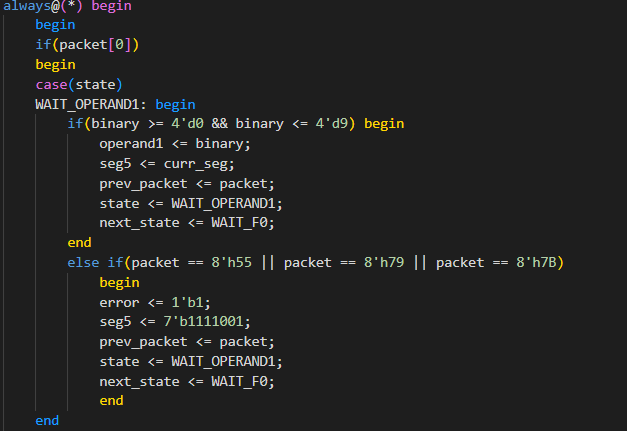 always@(*) begin
begin
if(packet[0])
begin
case(state)
WAIT_OPERAND1: begin
if(binary >= 4'd0 && binary <= 4'd9) begin
operand1 <= binary;
seg5 <= curr_seg;
prev_packet <= packet;
state <= WAIT_OPERAND1;
next_state <= WAIT_F0;
end
else if(packet == 8'h55 || packet == 8'h79 || packet == 8'h7B)
begin
error <= 1'b1;
seg5 <= 7'b1111001;
prev_packet <= packet;
state <= WAIT_OPERAND1;
next_state <= WAIT_F0;
end
end